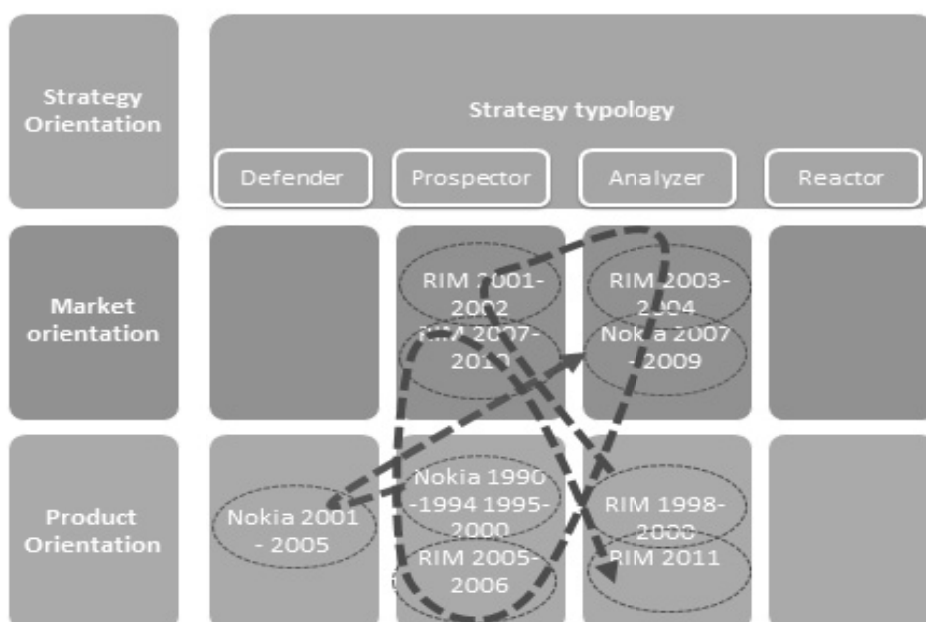 Strategy
Orientation
Strategy typology
Defender
Prospector
Analyzer
Reactor
Market
orientation
RIM 2001-
2002
RIM 2007-
2010
RIM 2003-
2004
Nokia 2007
- 2009
Product
Orientation
Nokia 2001
- 2005
Nokia 1990
-1994 1995-
2000
RIM 2005-
2006
RIM 1998-
2000
RIM 2011